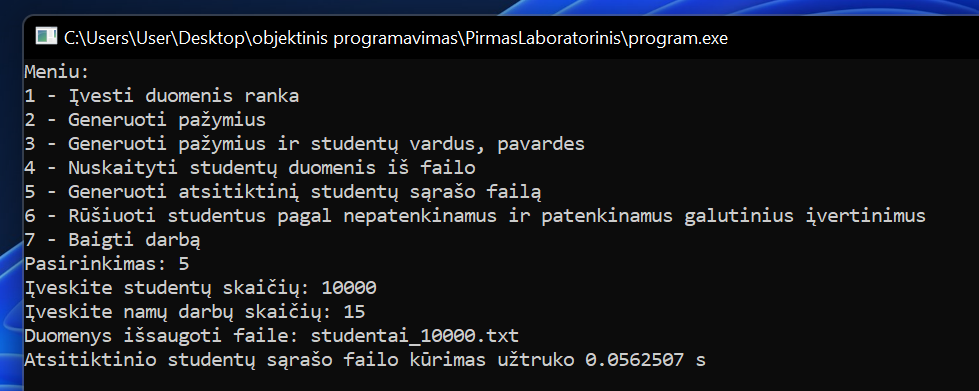 C:\Users\User\Desktop\objektinis programavimas\PirmasLaboratorinis\program.exe
Meniu:
1 - Įvesti duomenis ranka
2 - Generuoti pažymius
3 - Generuoti pažymius ir studentų vardus, pavardes
4 - Nuskaityti studentų duomenis iš failo
5 - Generuoti atsitiktinį studentų sąrašo failą
6 - Rūšiuoti studentus pagal nepatenkinamus ir patenkinamus galutinius įvertinimus
7 - Baigti darbą
Pasirinkimas: 5
Įveskite studentų skaičių: 10000
Įveskite namų darbų skaičių: 15
Duomenys išsaugoti faile: studentai_10000.txt
Atsitiktinio studentų sąrašo failo kūrimas užtruko 0.0562507 s